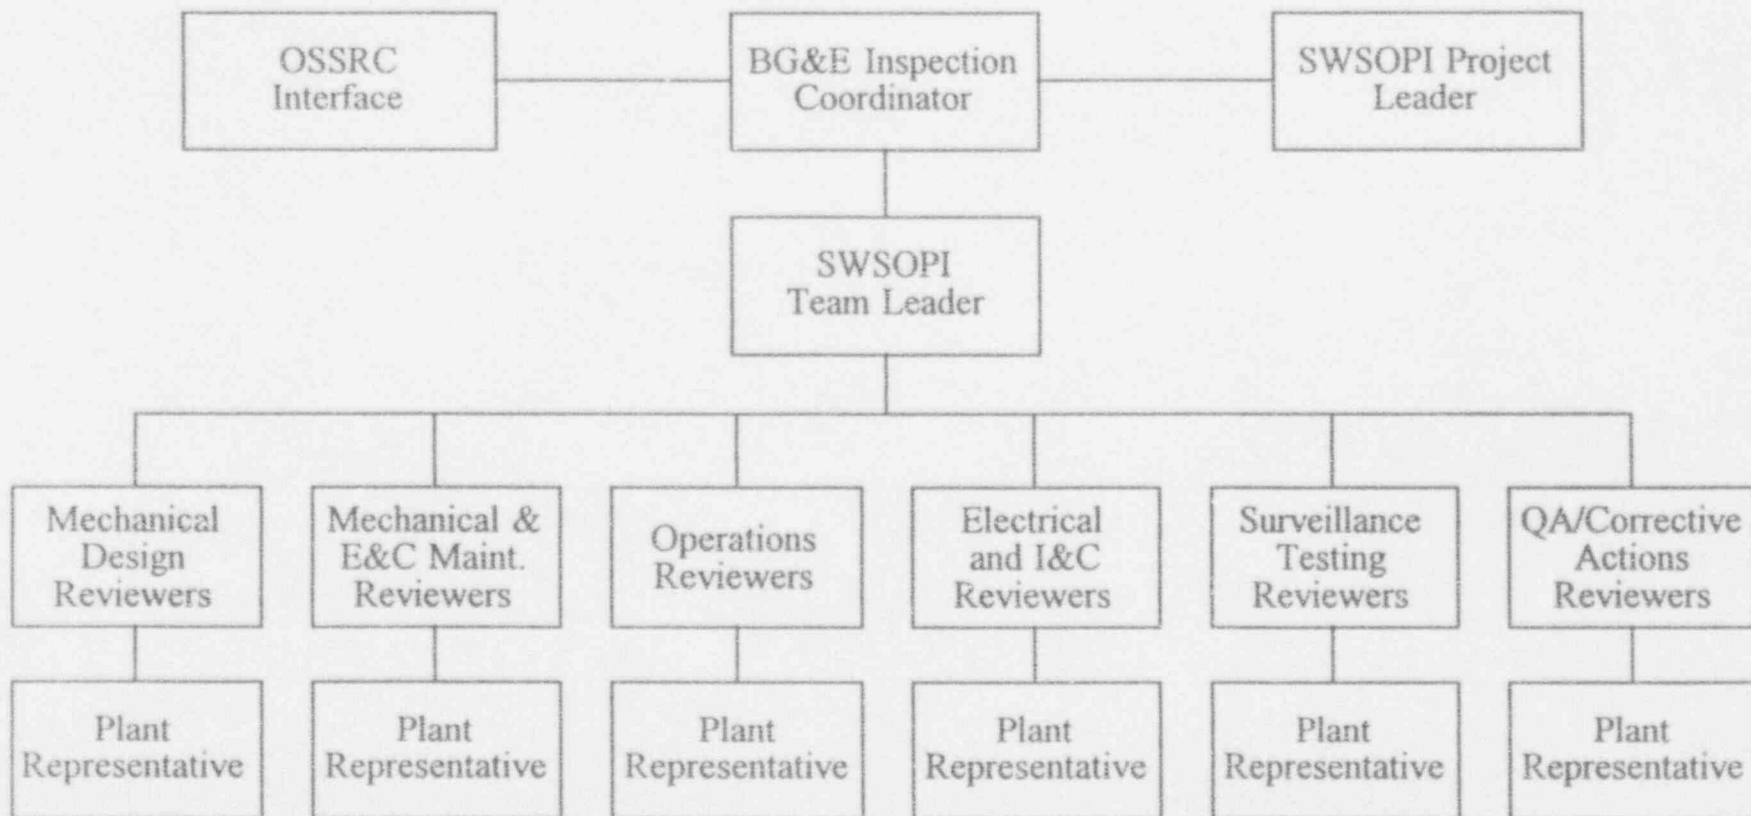 OSSRC
Interface
BG&E Inspection
Coordinator
SWSOPI Project
Leader
SWSOPI
Team Leader
Mechanical
Design
Reviewers
Mechanical &
E&C Maint.
Reviewers
Operations
Reviewers
Electrical
and I&C
Reviewers
Surveillance
Testing
Reviewers
QA/Corrective
Actions
Reviewers
Plant
Representative
Plant
Representative
Plant
Representative
Plant
Representative
Plant
Representative
Plant
Representative